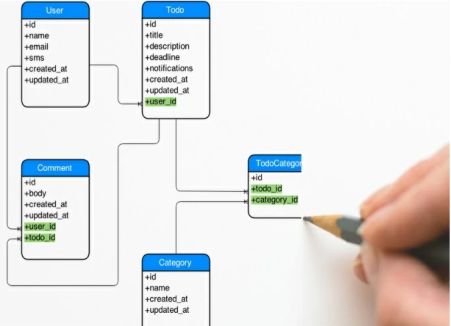 User
+id
+name
+email
+sms
+created_at
+updated_at
Todo
+id
+title
+description
+deadline
+notifications
+created_at
+updated_at
+user_id
Comment
+id
+body
+created_at
+updated_at
+user_id
+todo_id
TodoCategor
+id
+todo_id
+category_id
Category
+id
+name
+created_at
+updated_at